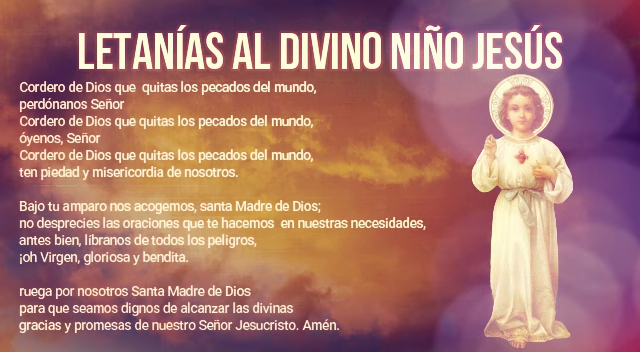 LETANÍAS AL DIVINO NIÑO JESÚS
Cordero de Dios que quitas los pecados del mundo,
perdónanos Señor
Cordero de Dios que quitas los pecados del mundo,
óyenos, Señor
Cordero de Dios que quitas los pecados del mundo,
ten piedad y misericordia de nosotros.
Bajo tu amparo nos acogemos, santa Madre de Dios;
no desprecies las oraciones que te hacemos en nuestras necesidades,
antes bien, líbranos de todos los peligros,
¡oh Virgen, gloriosa y bendita.
ruega por nosotros Santa Madre de Dios
para que seamos dignos de alcanzar las divinas
gracias y promesas de nuestro Señor Jesucristo. Amén.